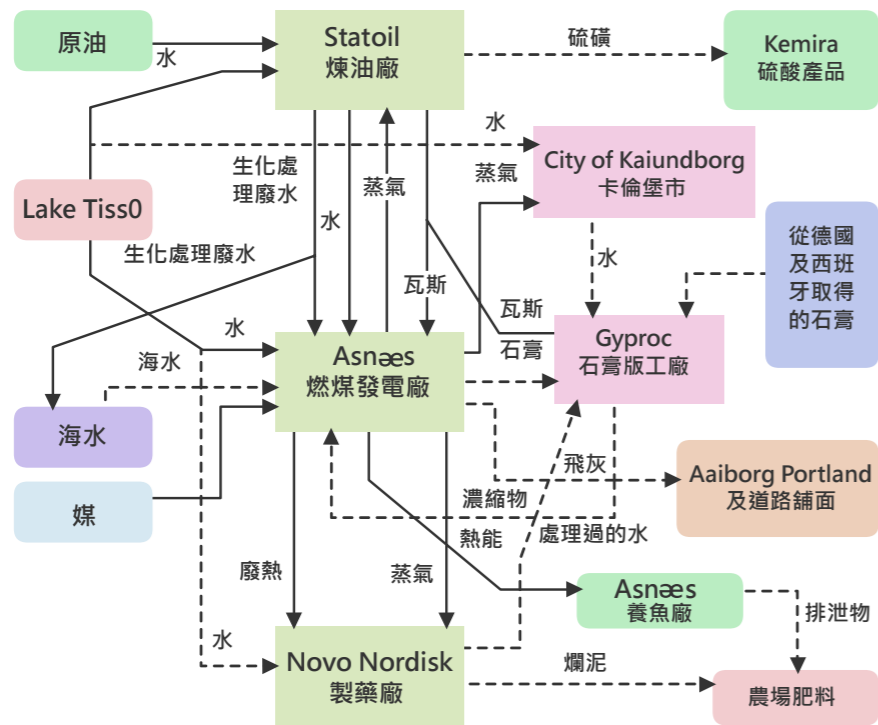 原油
水
Statoil
煉油廠
硫磺
Kemira
硫酸產品
水
City of Kaiundborg
卡倫堡市
生化處
理廢水
水
蒸氣
蒸氣
Lake Tiss0
生化處理廢水
水
從德國
及西班
牙取得
的石膏
瓦斯
瓦斯
石膏
Gyproc
石膏版工廠
水
海水
Asnæs
燃煤發電廠
海水
飛灰
Aaiborg Portland
及道路舖面
媒
濃縮物
熱能
處理過的水
廢熱
蒸氣
Asnæs
養魚廠
排泄物
水
Novo Nordisk
製藥廠
爛泥
農場肥料